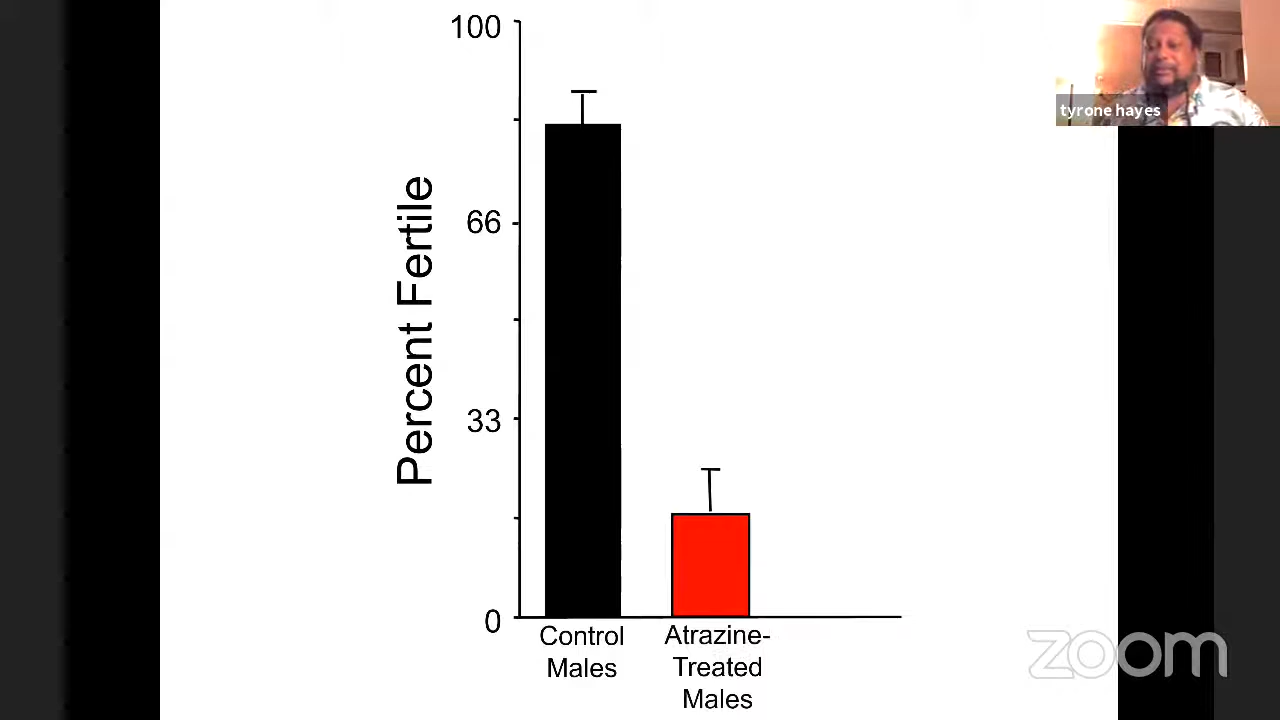 100
tyrone hayes
66
Percent Fertile
33
0
Control
Males
Atrazine-
Treated
Males
zoom